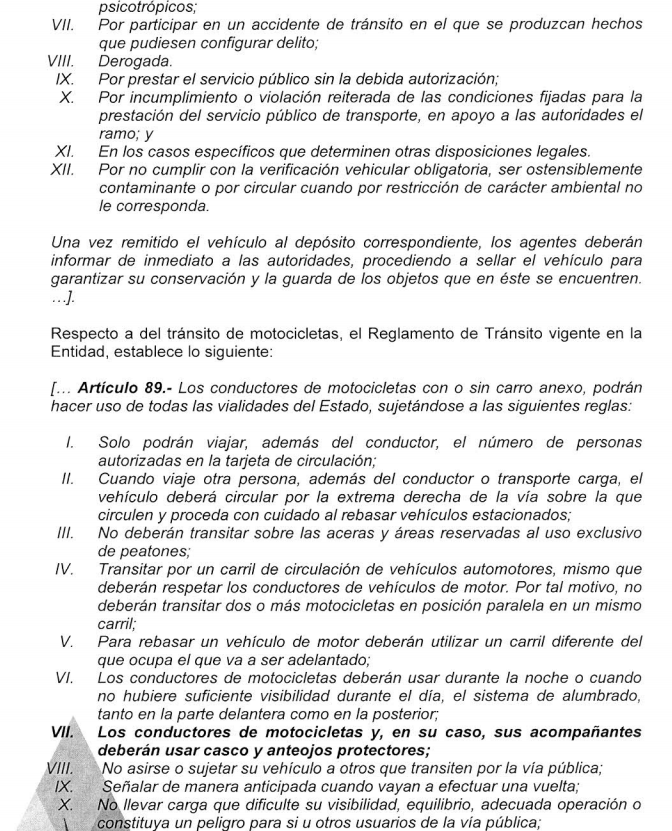 psicotrópicos;
VII. Por participar en un accidente de tránsito en el que se produzcan hechos
que pudiesen configurar delito;
VIII. Derogada.
IX. Por prestar el servicio público sin la debida autorización;
X. Por incumplimiento o violación reiterada de las condiciones fijadas para la
prestación del servicio público de transporte, en apoyo a las autoridades el
ramo; y
XI. En los casos específicos que determinen otras disposiciones legales.
XII. Por no cumplir con la verificación vehicular obligatoria, ser ostensiblemente
contaminante o por circular cuando por restricción de carácter ambiental no
le corresponda.
Una vez remitido el vehículo al depósito correspondiente, los agentes deberán
informar de inmediato a las autoridades, procediendo a sellar el vehículo para
garantizar su conservación y la guarda de los objetos que en éste se encuentren.
…].
Respecto a del tránsito de motocicletas, el Reglamento de Tránsito vigente en la
Entidad, establece lo siguiente:
[… Artículo 89.- Los conductores de motocicletas con o sin carro anexo, podrán
hacer uso de todas las vialidades del Estado, sujetándose a las siguientes reglas:
I. Solo podrán viajar, además del conductor, el número de personas
autorizadas en la tarjeta de circulación;
II. Cuando viaje otra persona, además del conductor o transporte carga, el
vehículo deberá circular por la extrema derecha de la vía sobre la que
circulen y proceda con cuidado al rebasar vehículos estacionados;
III. No deberán transitar sobre las aceras y áreas reservadas al uso exclusivo
de peatones;
IV. Transitar por un carril de circulación de vehículos automotores, mismo que
deberán respetar los conductores de vehículos de motor. Por tal motivo, no
deberán transitar dos o más motocicletas en posición paralela en un mismo
carril;
V. Para rebasar un vehículo de motor deberán utilizar un carril diferente del
que ocupa el que va a ser adelantado;
VI. Los conductores de motocicletas deberán usar durante la noche o cuando
no hubiere suficiente visibilidad durante el día, el sistema de alumbrado,
tanto en la parte delantera como en la posterior;
VII. Los conductores de motocicletas y, en su caso, sus acompañantes
deberán usar casco y anteojos protectores;
VIII. No asirse o sujetar su vehículo a otros que transiten por la vía pública;
IX. Señalar de manera anticipada cuando vayan a efectuar una vuelta;
X. No llevar carga que dificulte su visibilidad, equilibrio, adecuada operación o
constituya un peligro para si u otros usuarios de la vía pública;